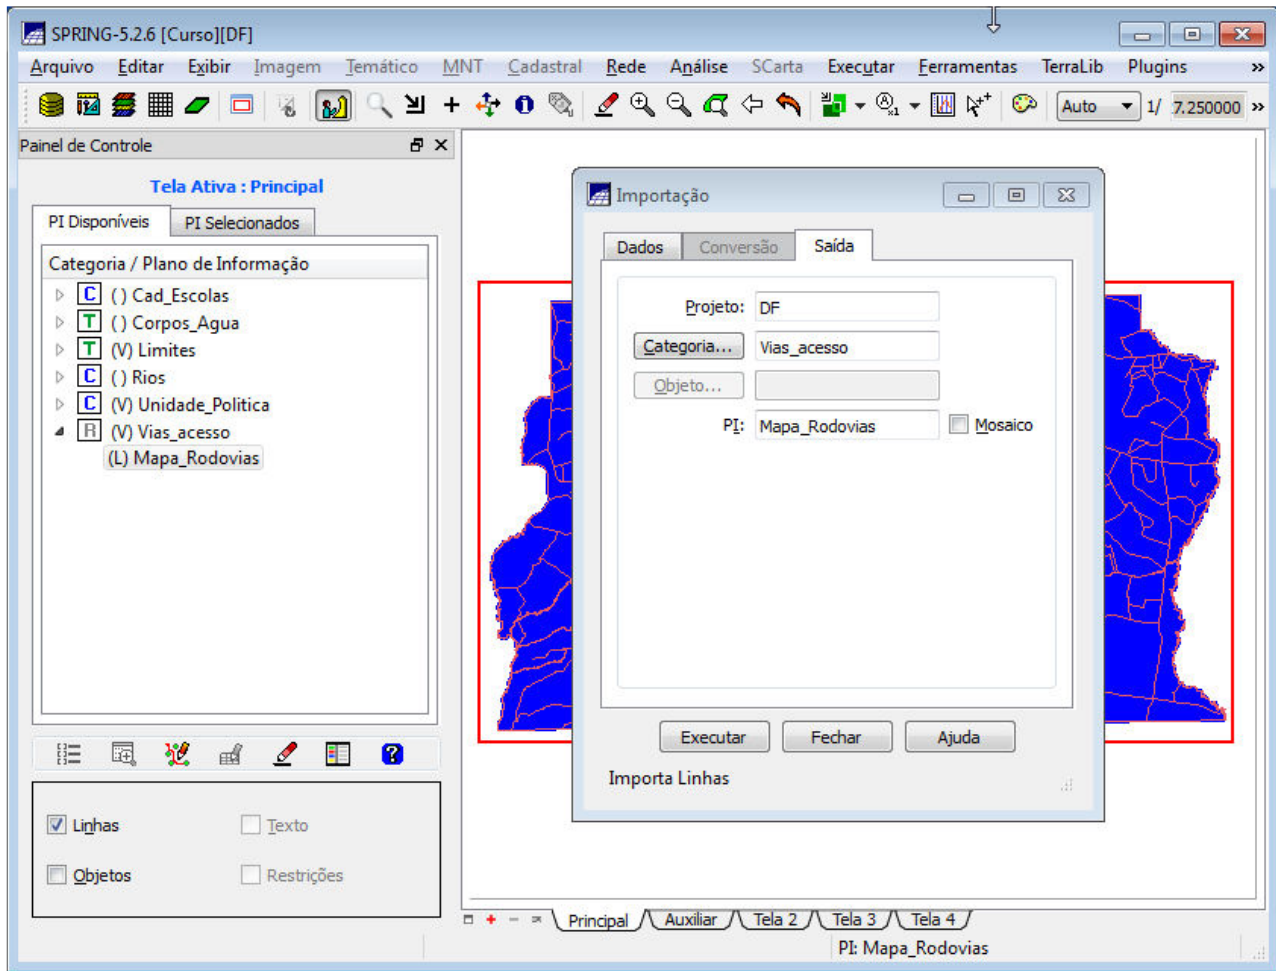 SPRING-5.2.6 [Curso][DF]
Arquivo Editar Exibir Imagem Temático MNT Cadastral Rede Análise SCarta Executar Ferramentas TerraLib Plugins »
Auto 1/ 7.250000 »
Painel de Controle
Tela Ativa : Principal
PI Disponíveis PI Selecionados
Categoria / Plano de Informação
C ( ) Cad_Escolas
T ( ) Corpos_Agua
T (V) Limites
C ( ) Rios
C (V) Unidade_Politica
R (V) Vias_acesso
(L) Mapa_Rodovias
Linhas Texto
Objetos Restrições
Importação
Dados Conversão Saída
Projeto: DF
Categoria... Vias_acesso
Objeto...
PI: Mapa_Rodovias Mosaico
Executar Fechar Ajuda
Importa Linhas
Principal Auxiliar Tela 2 Tela 3 Tela 4
PI: Mapa_Rodovias